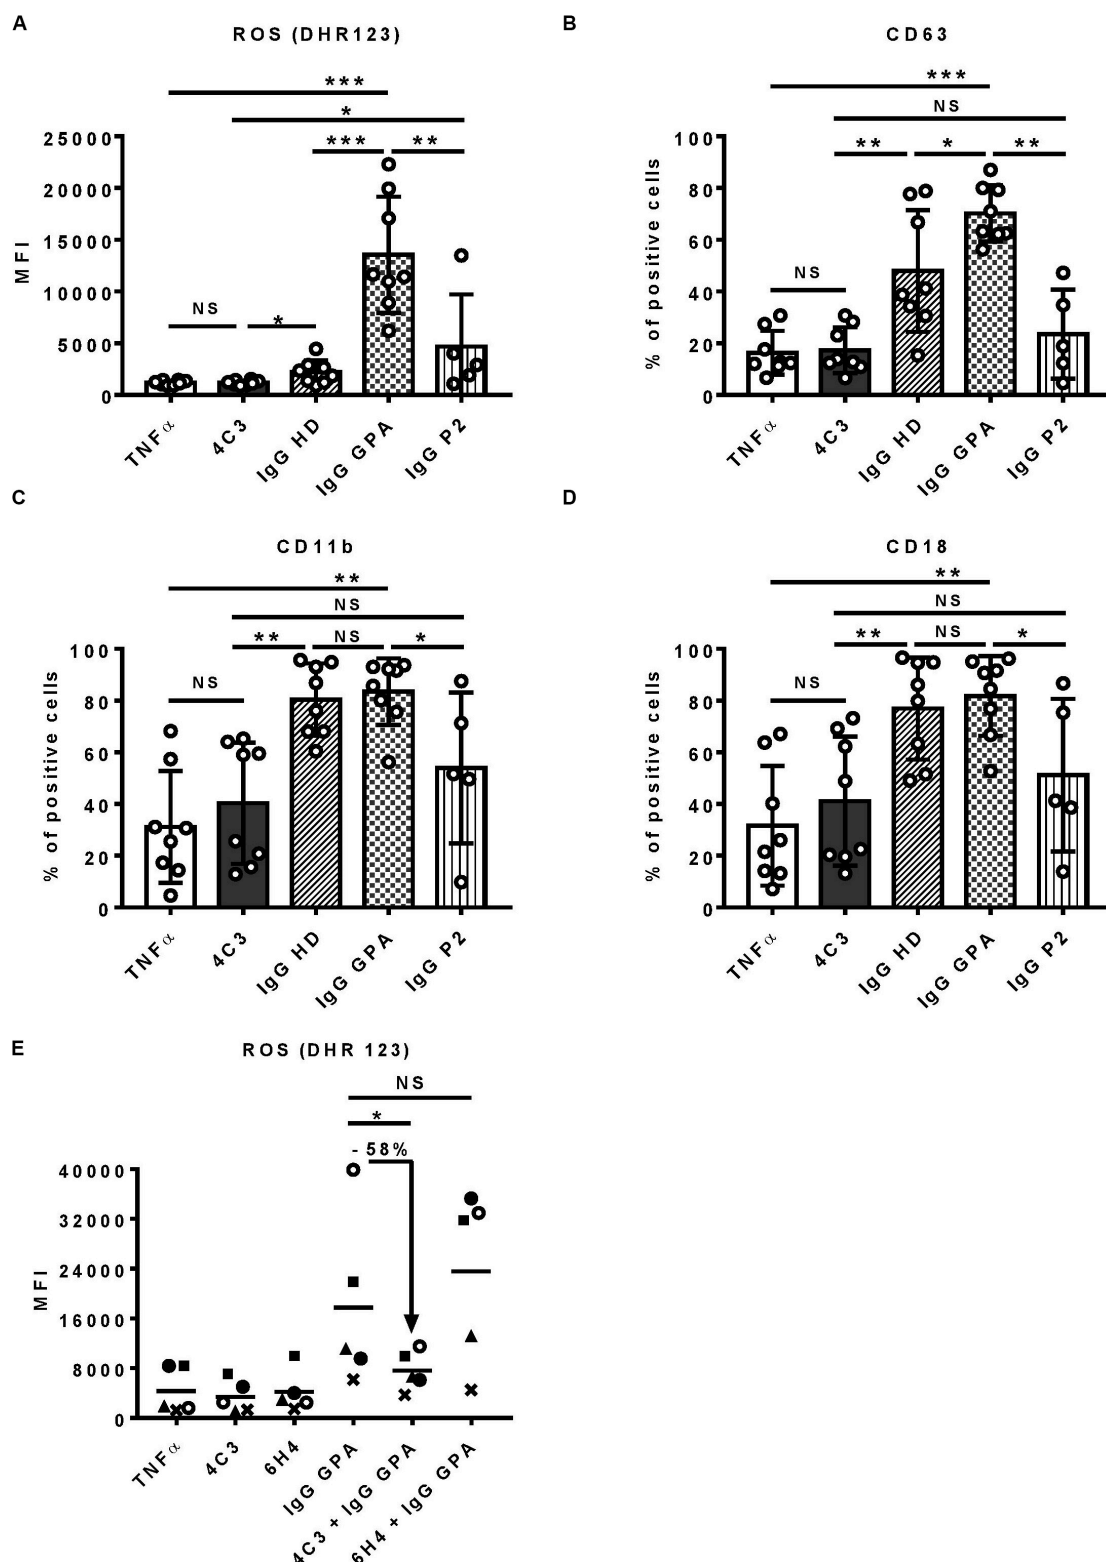 A
ROS (DHR123)
***
*
*** **
NS
*
MFI
25000
20000
15000
10000
5000
0
TNFα
4C3
IgG HD
IgG GPA
IgG P2
B
CD63
***
NS
** * **
NS
% of positive cells
100
80
60
40
20
0
TNFα
4C3
IgG HD
IgG GPA
IgG P2
C
CD11b
**
NS
** NS *
NS
% of positive cells
100
80
60
40
20
0
TNFα
4C3
IgG HD
IgG GPA
IgG P2
D
CD18
**
NS
** NS *
NS
% of positive cells
100
80
60
40
20
0
TNFα
4C3
IgG HD
IgG GPA
IgG P2
E
ROS (DHR 123)
NS
*
- 58%
MFI
40000
32000
24000
16000
8000
0
TNFα
4C3
6H4
IgG GPA
4C3 + IgG GPA
6H4 + IgG GPA